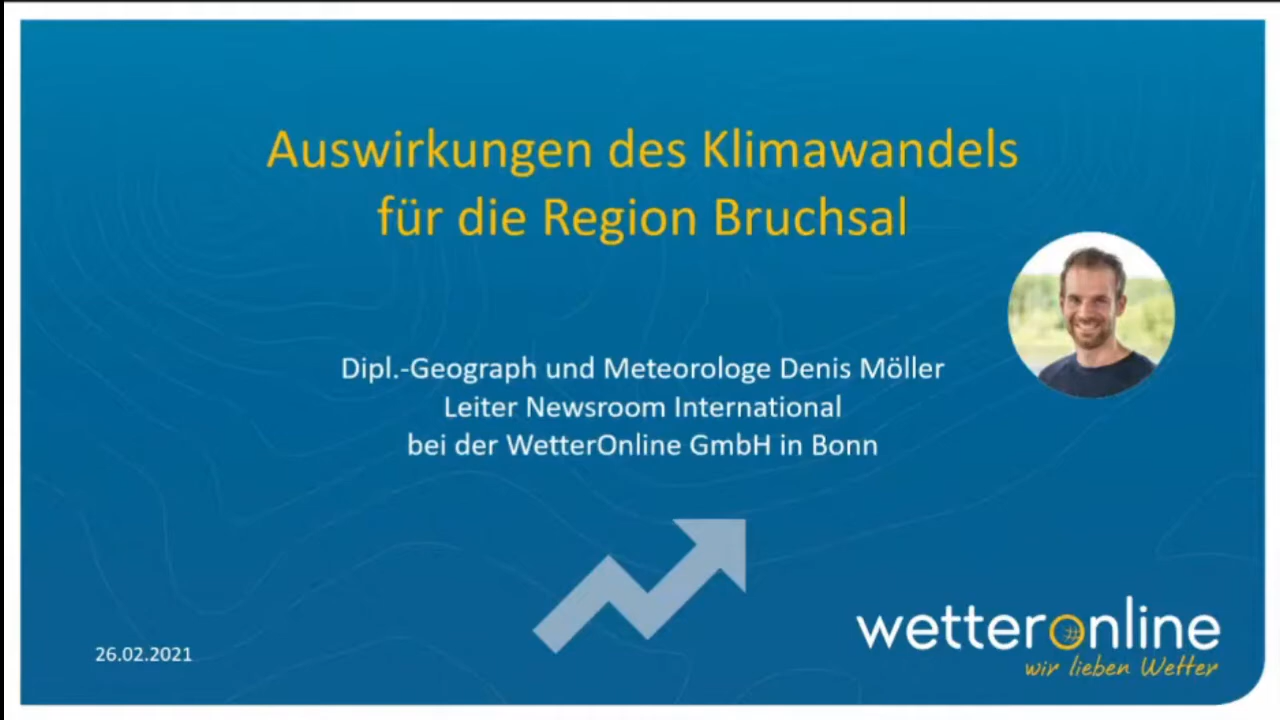 Auswirkungen des Klimawandels
für die Region Bruchsal
Dipl.-Geograph und Meteorologe Denis Möller
Leiter Newsroom International
bei der WetterOnline GmbH in Bonn
26.02.2021
wetteronline
wir lieben Wetter